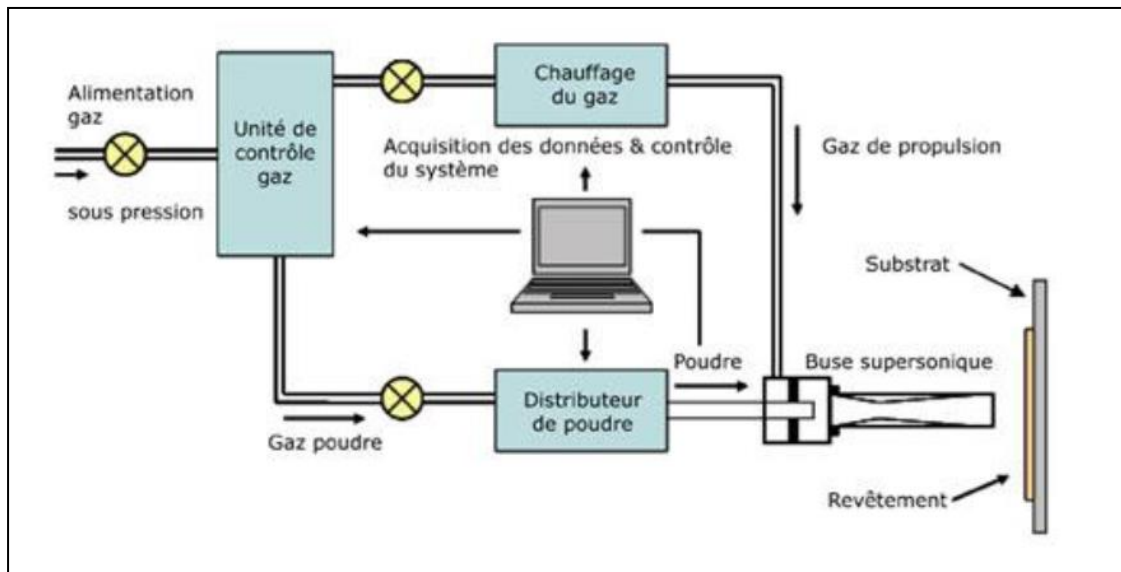 Alimentation
gaz
sous pression
Unité de
contrôle
gaz
Chauffage
du gaz
Acquisition des données & contrôle
du système
Gaz de propulsion
Substrat
Poudre
Buse supersonique
Distributeur
de poudre
Gaz poudre
Revêtement